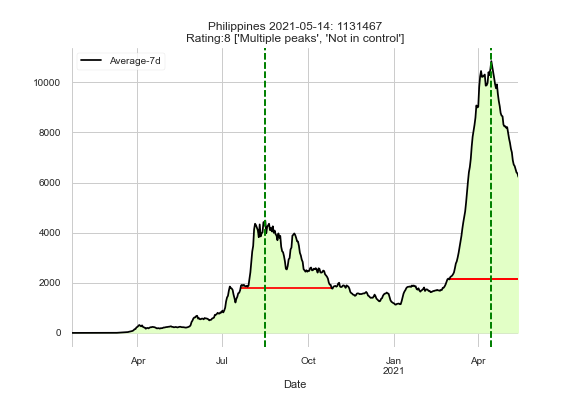 Philippines 2021-05-14: 1131467
Rating:8 ['Multiple peaks', 'Not in control']
Average-7d
10000
8000
6000
4000
2000
0
Apr Jul Oct Jan Apr
2021
Date